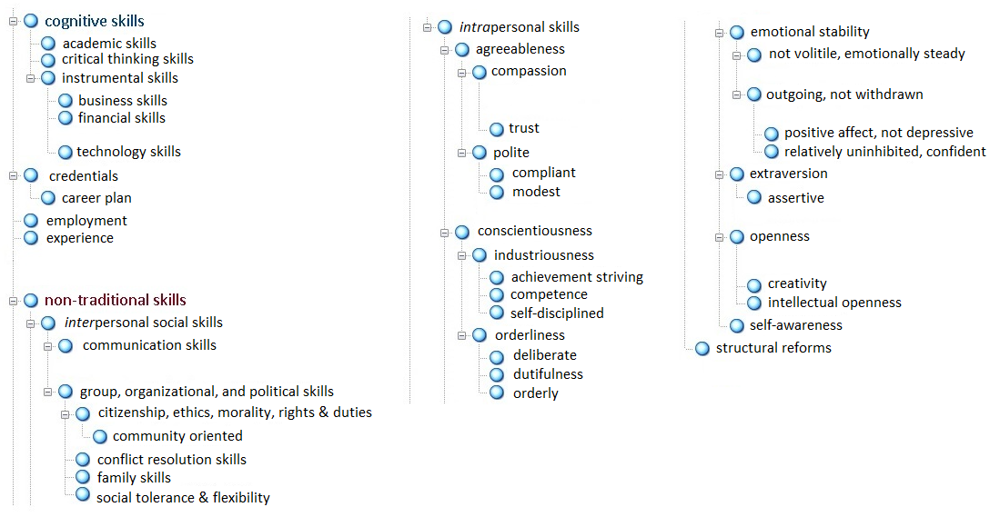 cognitive skills
academic skills
critical thinking skills
instrumental skills
business skills
financial skills
technology skills
credentials
career plan
employment
experience
non-traditional skills
interpersonal social skills
communication skills
group, organizational, and political skills
citizenship, ethics, morality, rights & duties
community oriented
conflict resolution skills
family skills
social tolerance & flexibility
intrapersonal skills
agreeableness
compassion
trust
polite
compliant
modest
conscientiousness
industriousness
achievement striving
competence
self-disciplined
orderliness
deliberate
dutifulness
orderly
emotional stability
not volitile, emotionally steady
outgoing, not withdrawn
positive affect, not depressive
relatively uninhibited, confident
extraversion
assertive
openness
creativity
intellectual openness
self-awareness
structural reforms